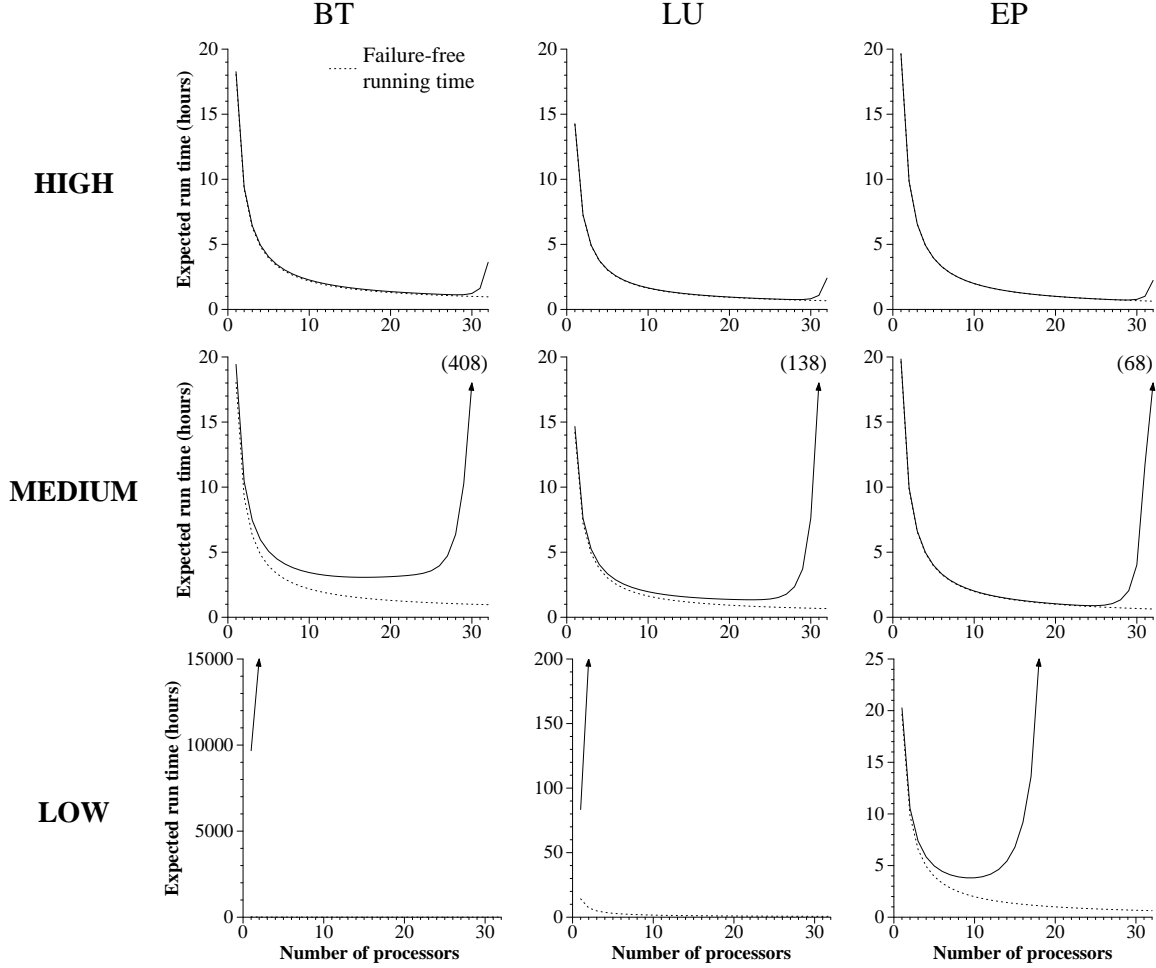 BT LU EP
HIGH
Expected run time (hours)
20
15
10
5
0
0 10 20 30
Failure-free
running time
20
15
10
5
0
0 10 20 30
20
15
10
5
0
0 10 20 30
MEDIUM
Expected run time (hours)
20
15
10
5
0
0 10 20 30
(408)
20
15
10
5
0
0 10 20 30
(138)
20
15
10
5
0
0 10 20 30
(68)
LOW
Expected run time (hours)
15000
10000
5000
0
0 10 20 30
Number of processors
200
150
100
50
0
0 10 20 30
Number of processors
25
20
15
10
5
0
0 10 20 30
Number of processors